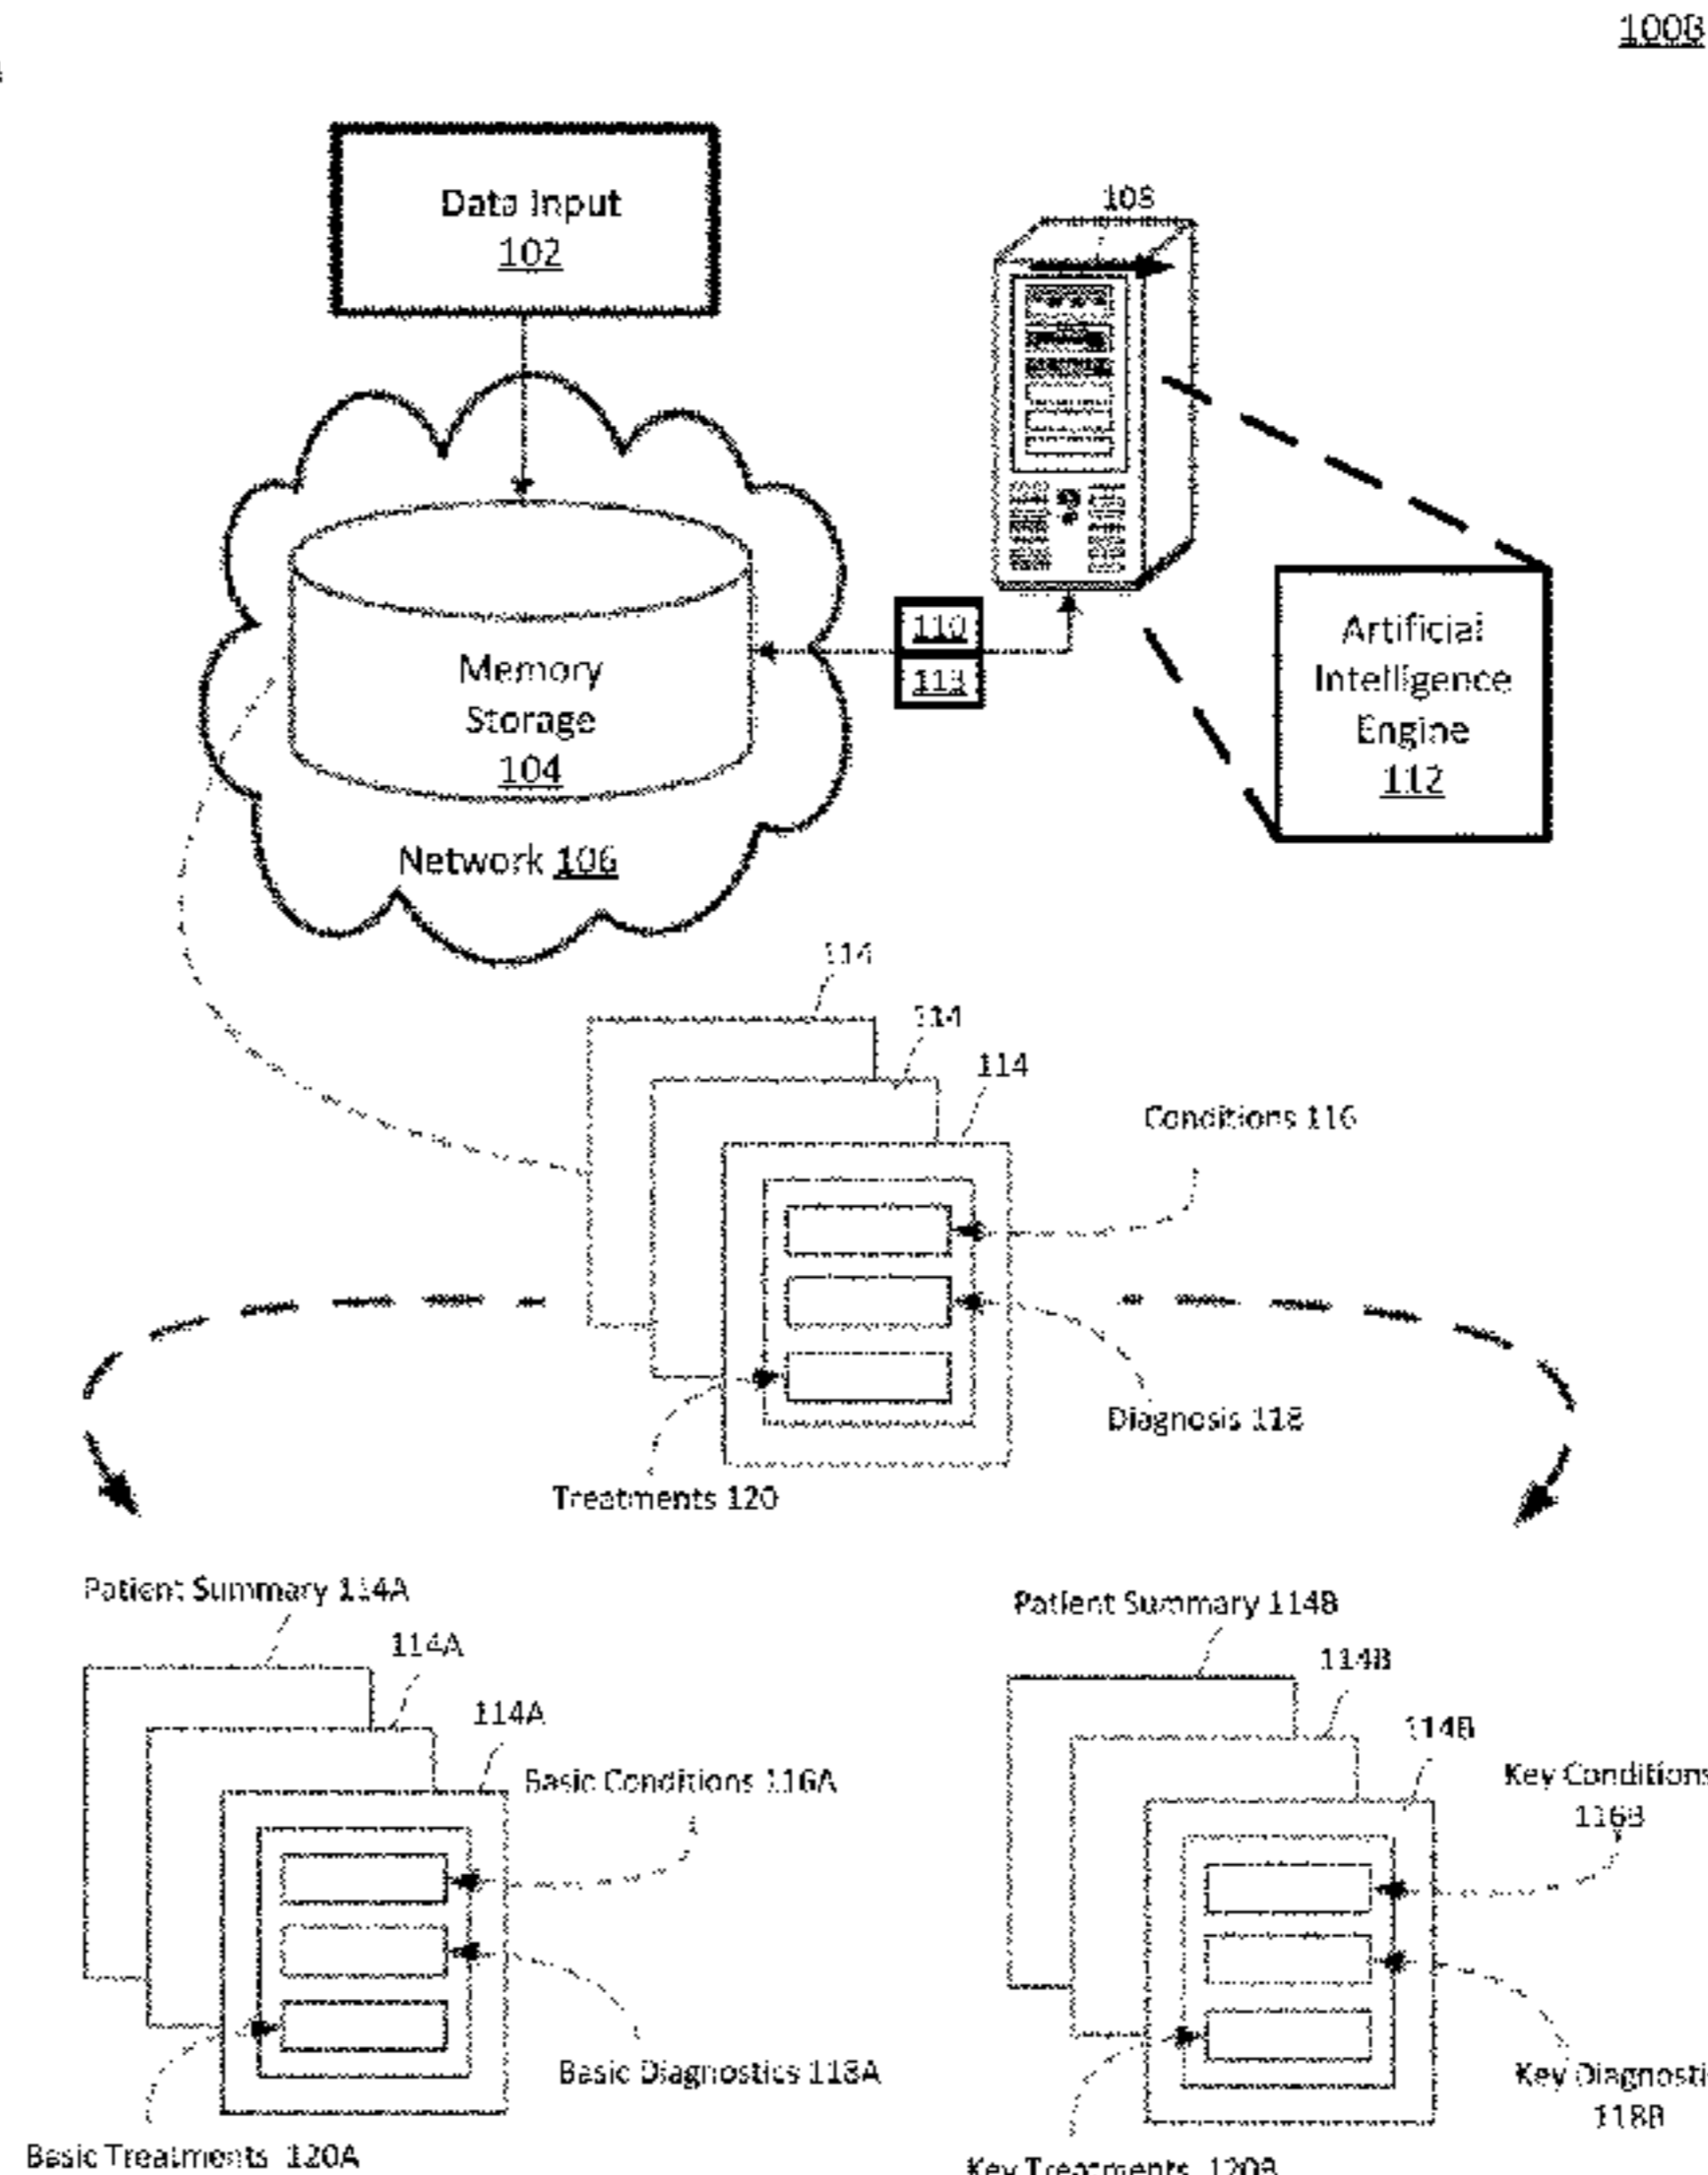 100B
Data Input
102
108
110
113
Memory
Storage
104
Network 106
Artificial
Intelligence
Engine
112
114
114
114
Conditions 116
Diagnosis 118
Treatments 120
Patient Summary 114A
114A
114A
Basic Conditions 116A
Basic Diagnostics 118A
Basic Treatments 120A
Patient Summary 114B
114B
114B
Key Conditions
116B
Key Diagnosti
118B
Key Treatments 120B